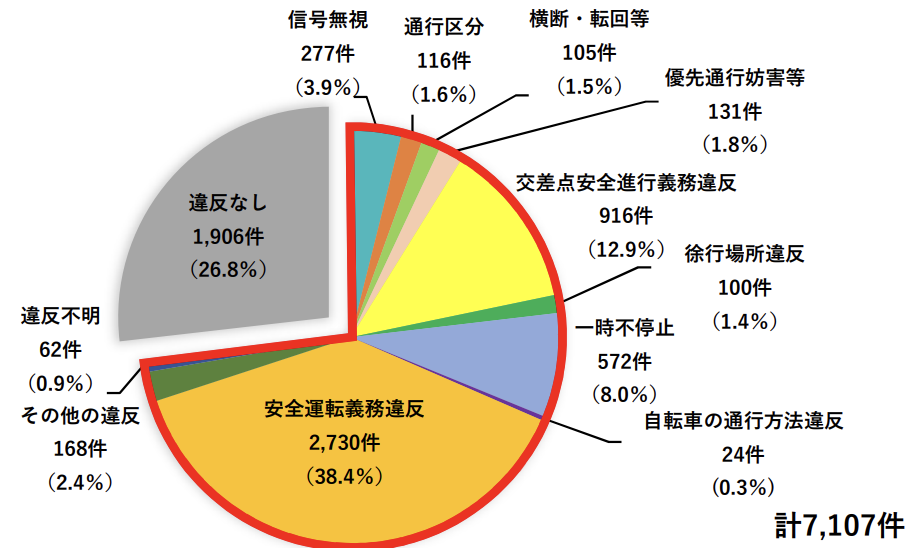 信号無視
277件
（3.9%）
通行区分
116件
（1.6%）
横断・転回等
105件
（1.5%）
優先通行妨害等
131件
（1.8%）
交差点安全進行義務違反
916件
（12.9%）
徐行場所違反
100件
（1.4%）
一時不停止
572件
（8.0%）
自転車の通行方法違反
24件
（0.3%）
安全運転義務違反
2,730件
（38.4%）
その他の違反
168件
（2.4%）
違反不明
62件
（0.9%）
違反なし
1,906件
（26.8%）
計7,107件